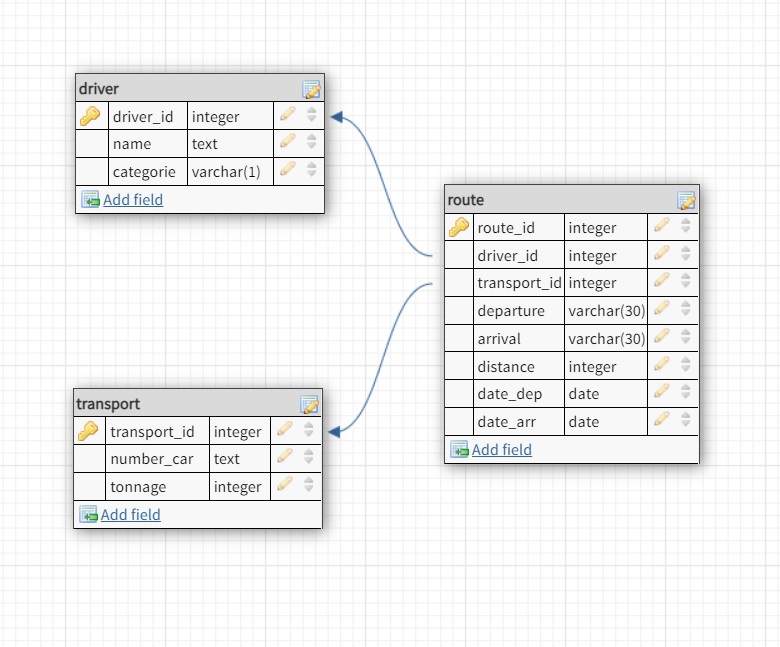 driver
driver_id integer
name text
categorie varchar(1)
Add field
route
route_id integer
driver_id integer
transport_id integer
departure varchar(30)
arrival varchar(30)
distance integer
date_dep date
date_arr date
Add field
transport
transport_id integer
number_car text
tonnage integer
Add field